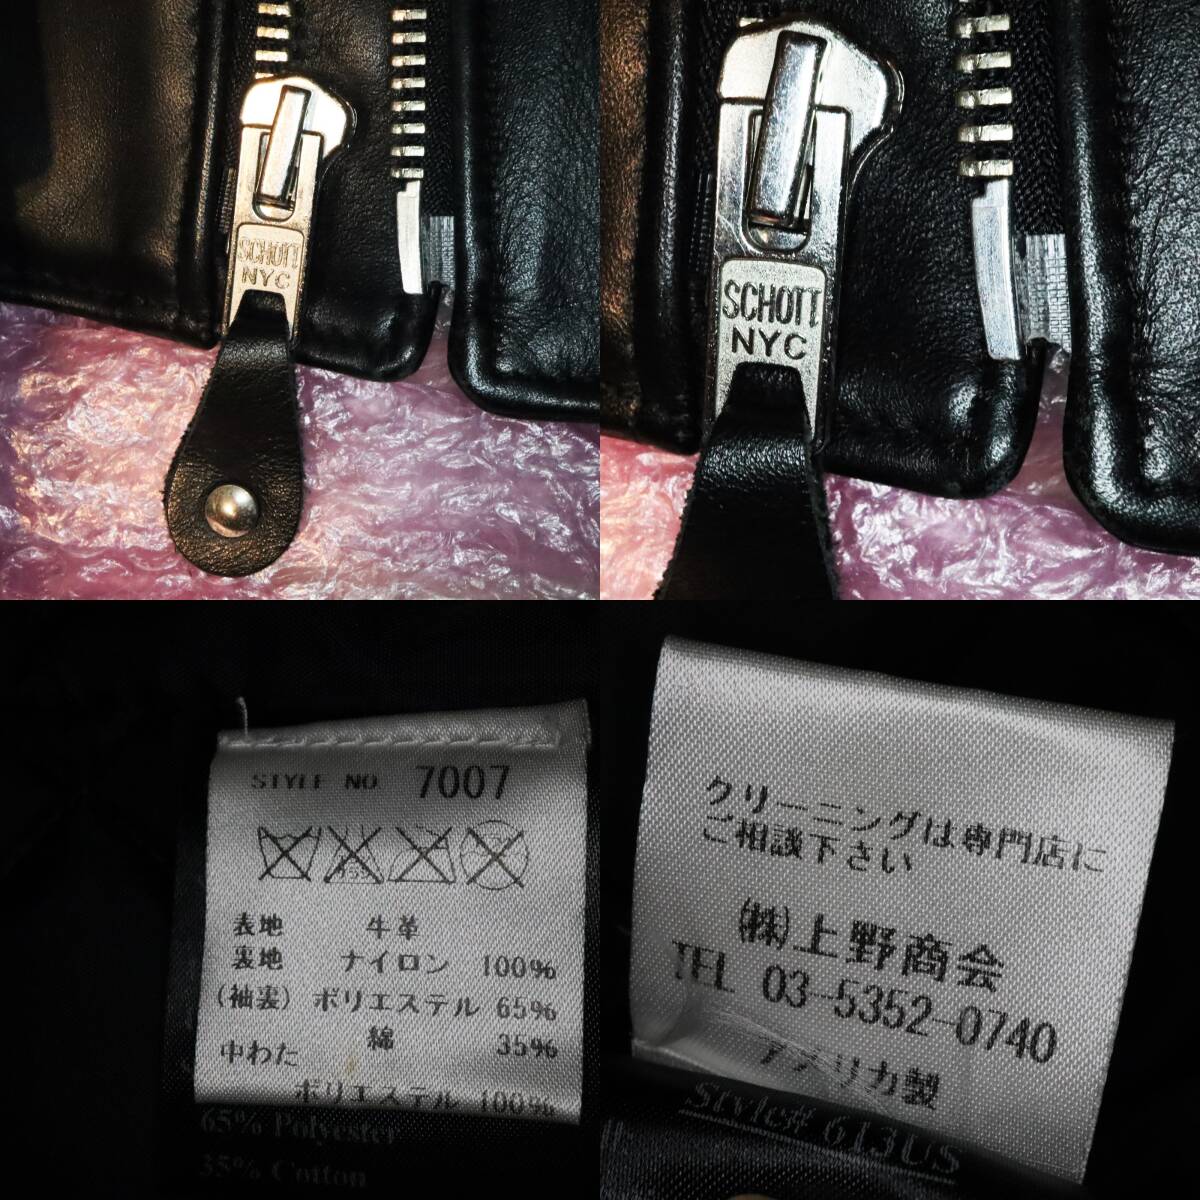 SCHOTT
NYC
SCHOTT
NYC
STYLE NO. 7007
表地 牛革
裏地 ナイロン 100%
(袖裏) ポリエステル 65%
綿 35%
中わた
ポリエステル 100%
65% Polyester
35% Cotton
クリーニングは専門店に
ご相談下さい
(株)上野商会
TEL 03-5352-0740
アメリカ製
Style# 613US